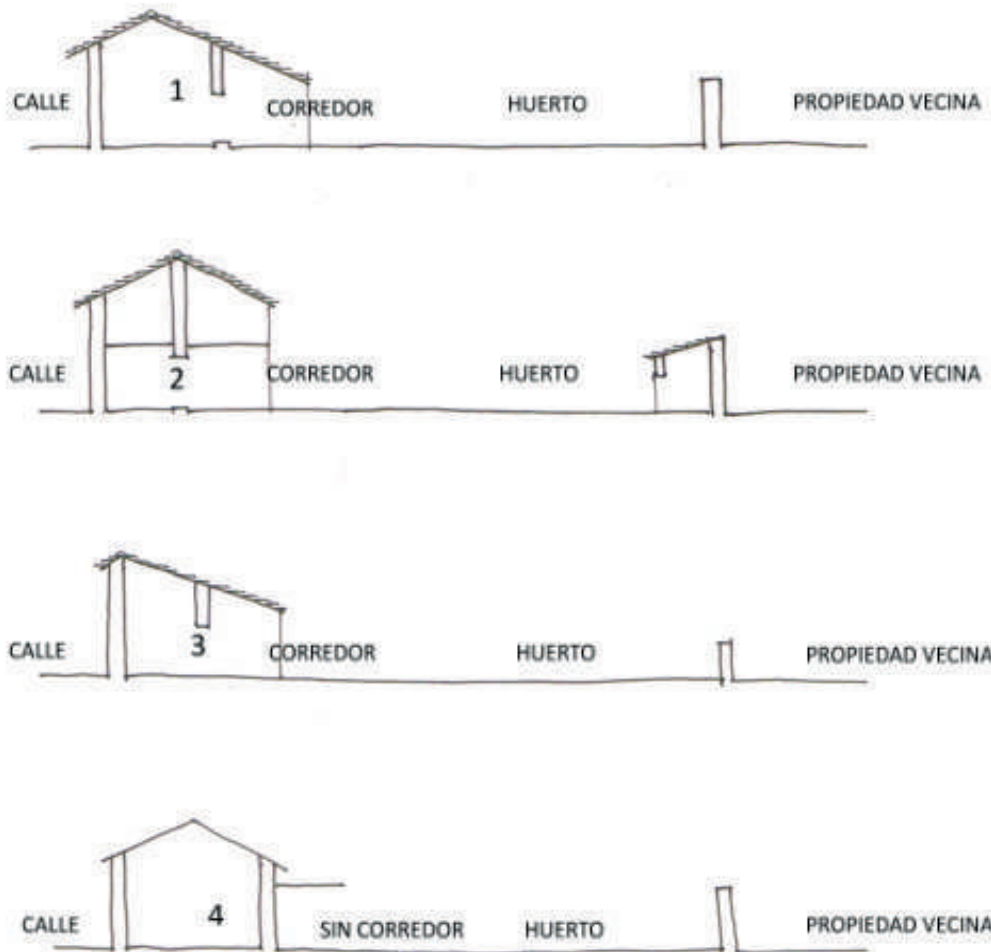 1
CALLE CORREDOR HUERTO PROPIEDAD VECINA
CALLE 2 CORREDOR HUERTO PROPIEDAD VECINA
CALLE 3 CORREDOR HUERTO PROPIEDAD VECINA
CALLE 4 SIN CORREDOR HUERTO PROPIEDAD VECINA